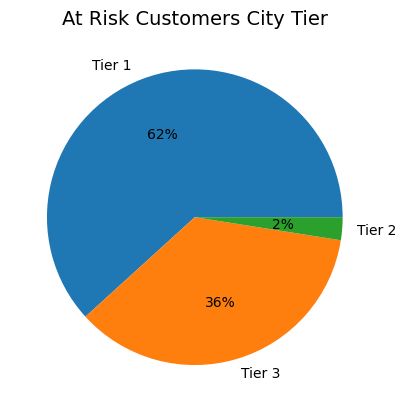 At Risk Customers City Tier
Tier 1
62%
2%
Tier 2
36%
Tier 3